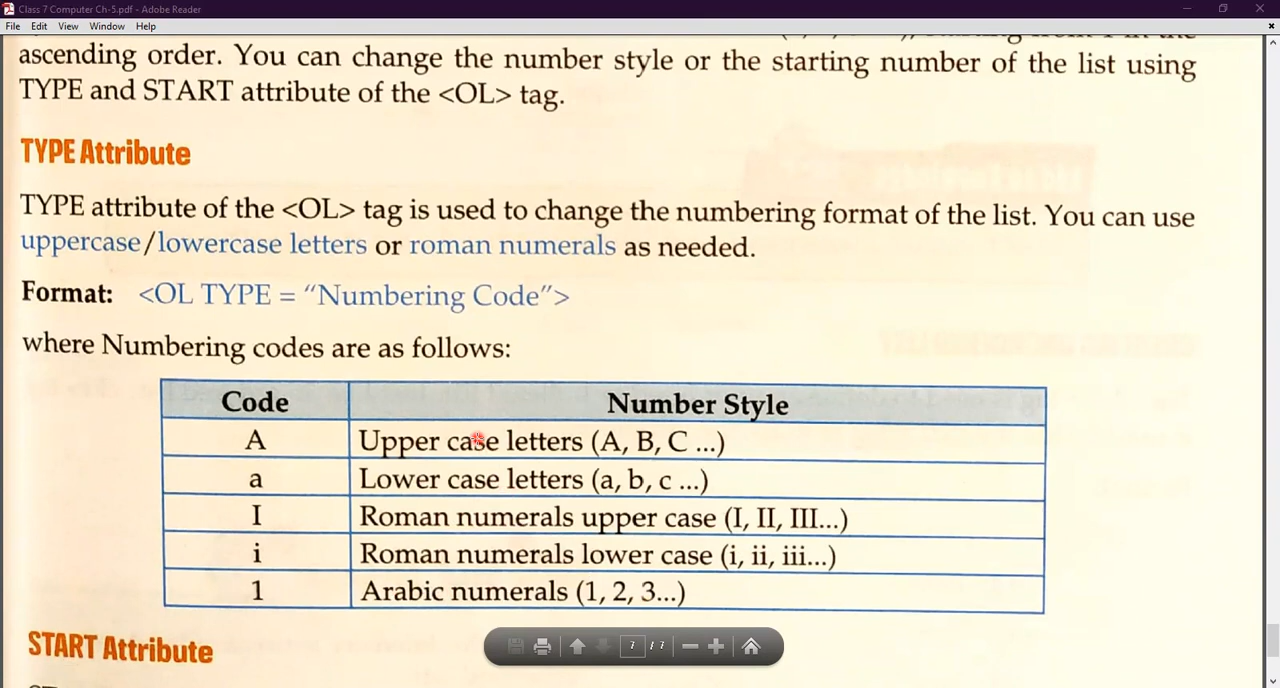 Class 7 Computer Ch-5.pdf - Adobe Reader
File Edit View Window Help
ascending order. You can change the number style or the starting number of the list using
TYPE and START attribute of the <OL> tag.
TYPE Attribute
TYPE attribute of the <OL> tag is used to change the numbering format of the list. You can use
uppercase/lowercase letters or roman numerals as needed.
Format: <OL TYPE = “Numbering Code”>
where Numbering codes are as follows:
Code Number Style
A Upper case letters (A, B, C ...)
a Lower case letters (a, b, c ...)
I Roman numerals upper case (I, II, III...)
i Roman numerals lower case (i, ii, iii...)
1 Arabic numerals (1, 2, 3...)
7 / 7
START Attribute